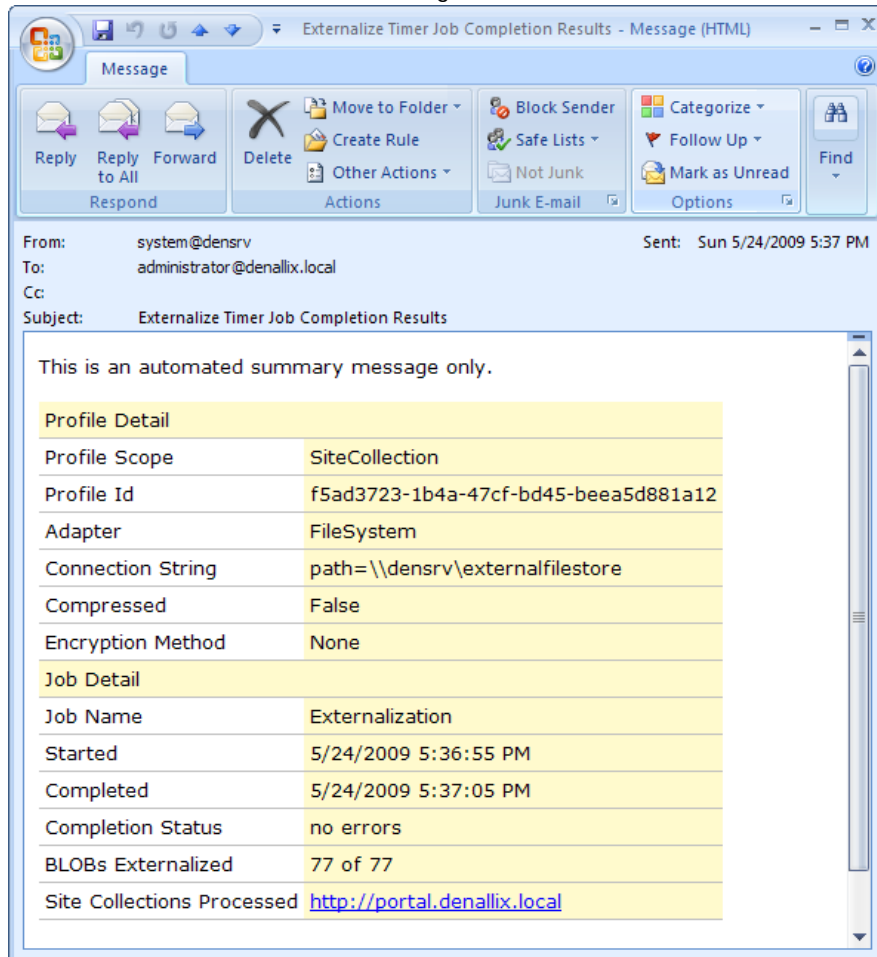 Externalize Timer Job Completion Results - Message (HTML)
Message
Reply
Reply to All
Forward
Respond
Delete
Move to Folder
Create Rule
Other Actions
Actions
Block Sender
Safe Lists
Not Junk
Junk E-mail
Categorize
Follow Up
Mark as Unread
Options
Find
From: system@densrv Sent: Sun 5/24/2009 5:37 PM
To: administrator@denallix.local
Cc:
Subject: Externalize Timer Job Completion Results
This is an automated summary message only.
Profile Detail
Profile Scope SiteCollection
Profile Id f5ad3723-1b4a-47cf-bd45-beea5d881a12
Adapter FileSystem
Connection String path=\\densrv\externalfilestore
Compressed False
Encryption Method None
Job Detail
Job Name Externalization
Started 5/24/2009 5:36:55 PM
Completed 5/24/2009 5:37:05 PM
Completion Status no errors
BLOBs Externalized 77 of 77
Site Collections Processed http://portal.denallix.local